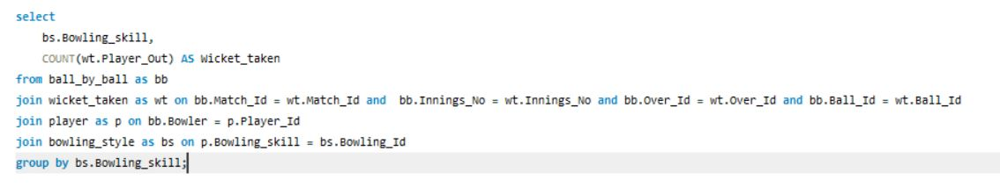 select
bs.Bowling_skill,
COUNT(wt.Player_Out) AS Wicket_taken
from ball_by_ball as bb
join wicket_taken as wt on bb.Match_Id = wt.Match_Id and  bb.Innings_No = wt.Innings_No and bb.Over_Id = wt.Over_Id and bb.Ball_Id = wt.Ball_Id
join player as p on bb.Bowler = p.Player_Id
join bowling_style as bs on p.Bowling_skill = bs.Bowling_Id
group by bs.Bowling_skill;